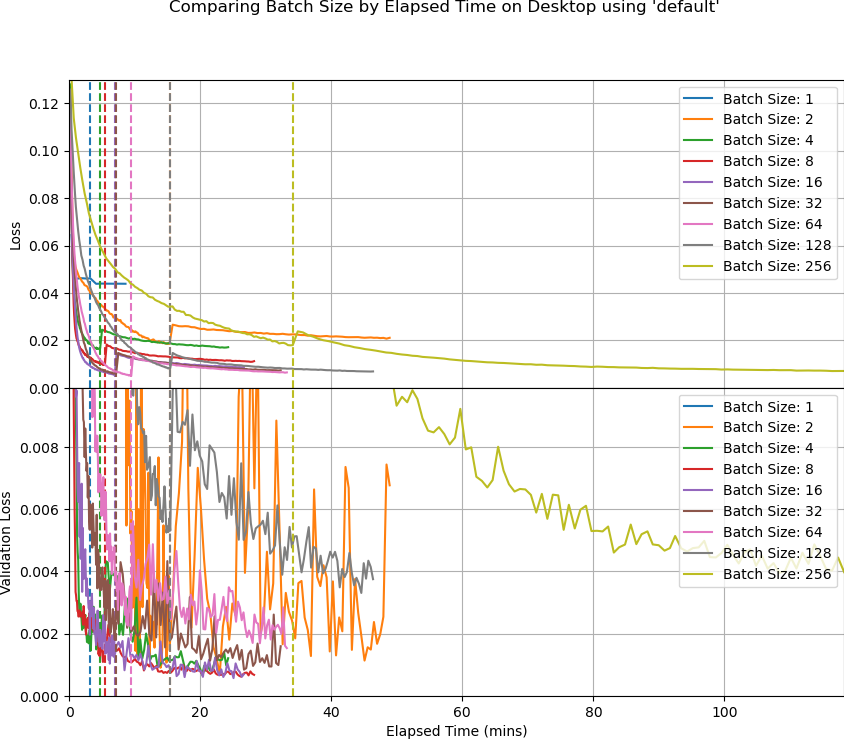 Comparing Batch Size by Elapsed Time on Desktop using 'default'
Loss
0.12
0.10
0.08
0.06
0.04
0.02
0.00
Batch Size: 1
Batch Size: 2
Batch Size: 4
Batch Size: 8
Batch Size: 16
Batch Size: 32
Batch Size: 64
Batch Size: 128
Batch Size: 256
Validation Loss
0.008
0.006
0.004
0.002
0.000
Batch Size: 1
Batch Size: 2
Batch Size: 4
Batch Size: 8
Batch Size: 16
Batch Size: 32
Batch Size: 64
Batch Size: 128
Batch Size: 256
0 20 40 60 80 100
Elapsed Time (mins)